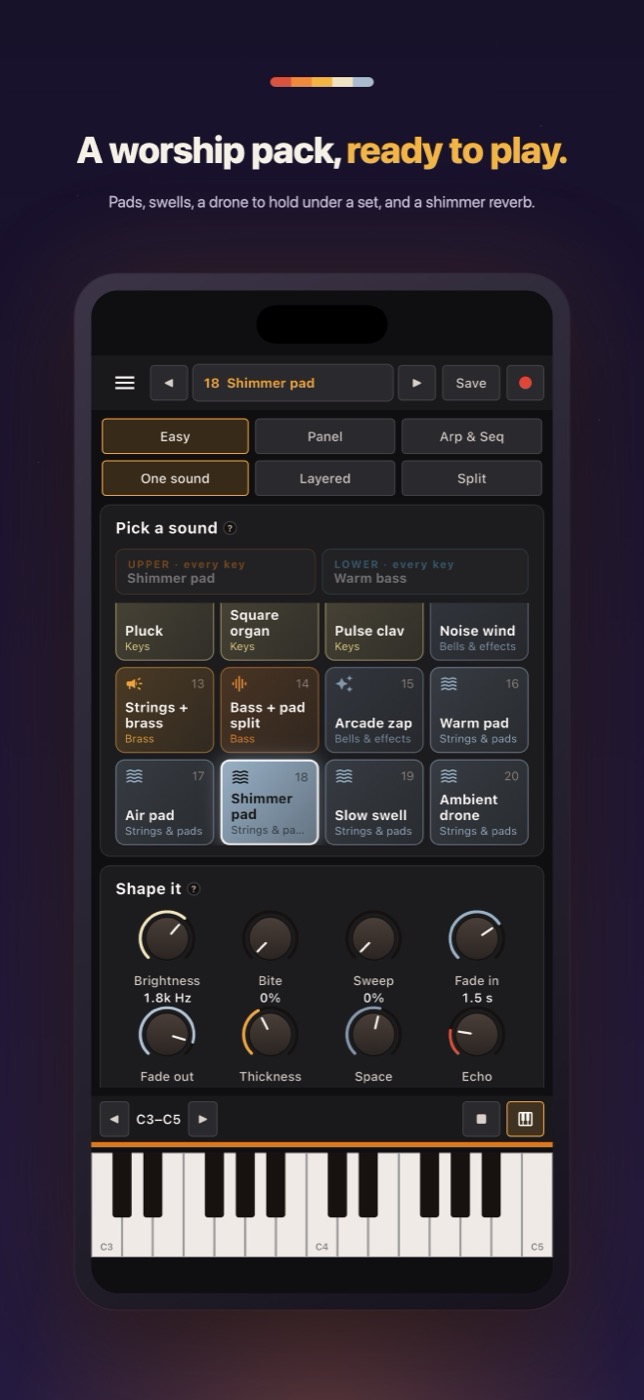 A worship pack, ready to play.
Pads, swells, a drone to hold under a set, and a shimmer reverb.
18 Shimmer pad
Save
Easy
Panel
Arp & Seq
One sound
Layered
Split
Pick a sound ?
UPPER · every key
Shimmer pad
LOWER · every key
Warm bass
Pluck
Keys
Square
organ
Keys
Pulse clav
Keys
Noise wind
Bells & effects
13
Strings +
brass
Brass
14
Bass + pad
split
Bass
15
Arcade zap
Bells & effects
16
Warm pad
Strings & pads
17
Air pad
Strings & pads
18
Shimmer
pad
Strings & pa...
19
Slow swell
Strings & pads
20
Ambient
drone
Strings & pads
Shape it ?
Brightness
1.8k Hz
Bite
0%
Sweep
0%
Fade in
1.5 s
Fade out
Thickness
Space
Echo
C3–C5
C3
C4
C5